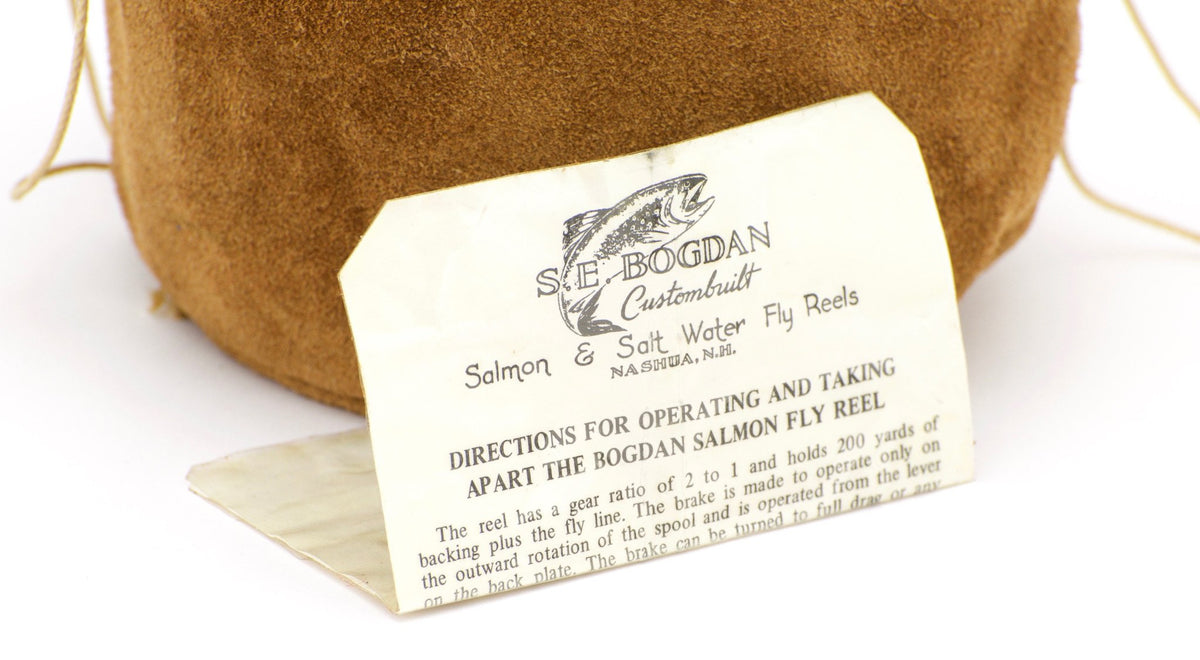 S.E. BOGDAN
Custombuilt
Salmon & Salt Water Fly Reels
NASHUA, N.H.
DIRECTIONS FOR OPERATING AND TAKING
APART THE BOGDAN SALMON FLY REEL
The reel has a gear ratio of 2 to 1 and holds 200 yards of
backing plus the fly line. The brake is made to operate only on
the outward rotation of the spool and is operated from the lever
on the back plate. The brake can be turned to full drag or any